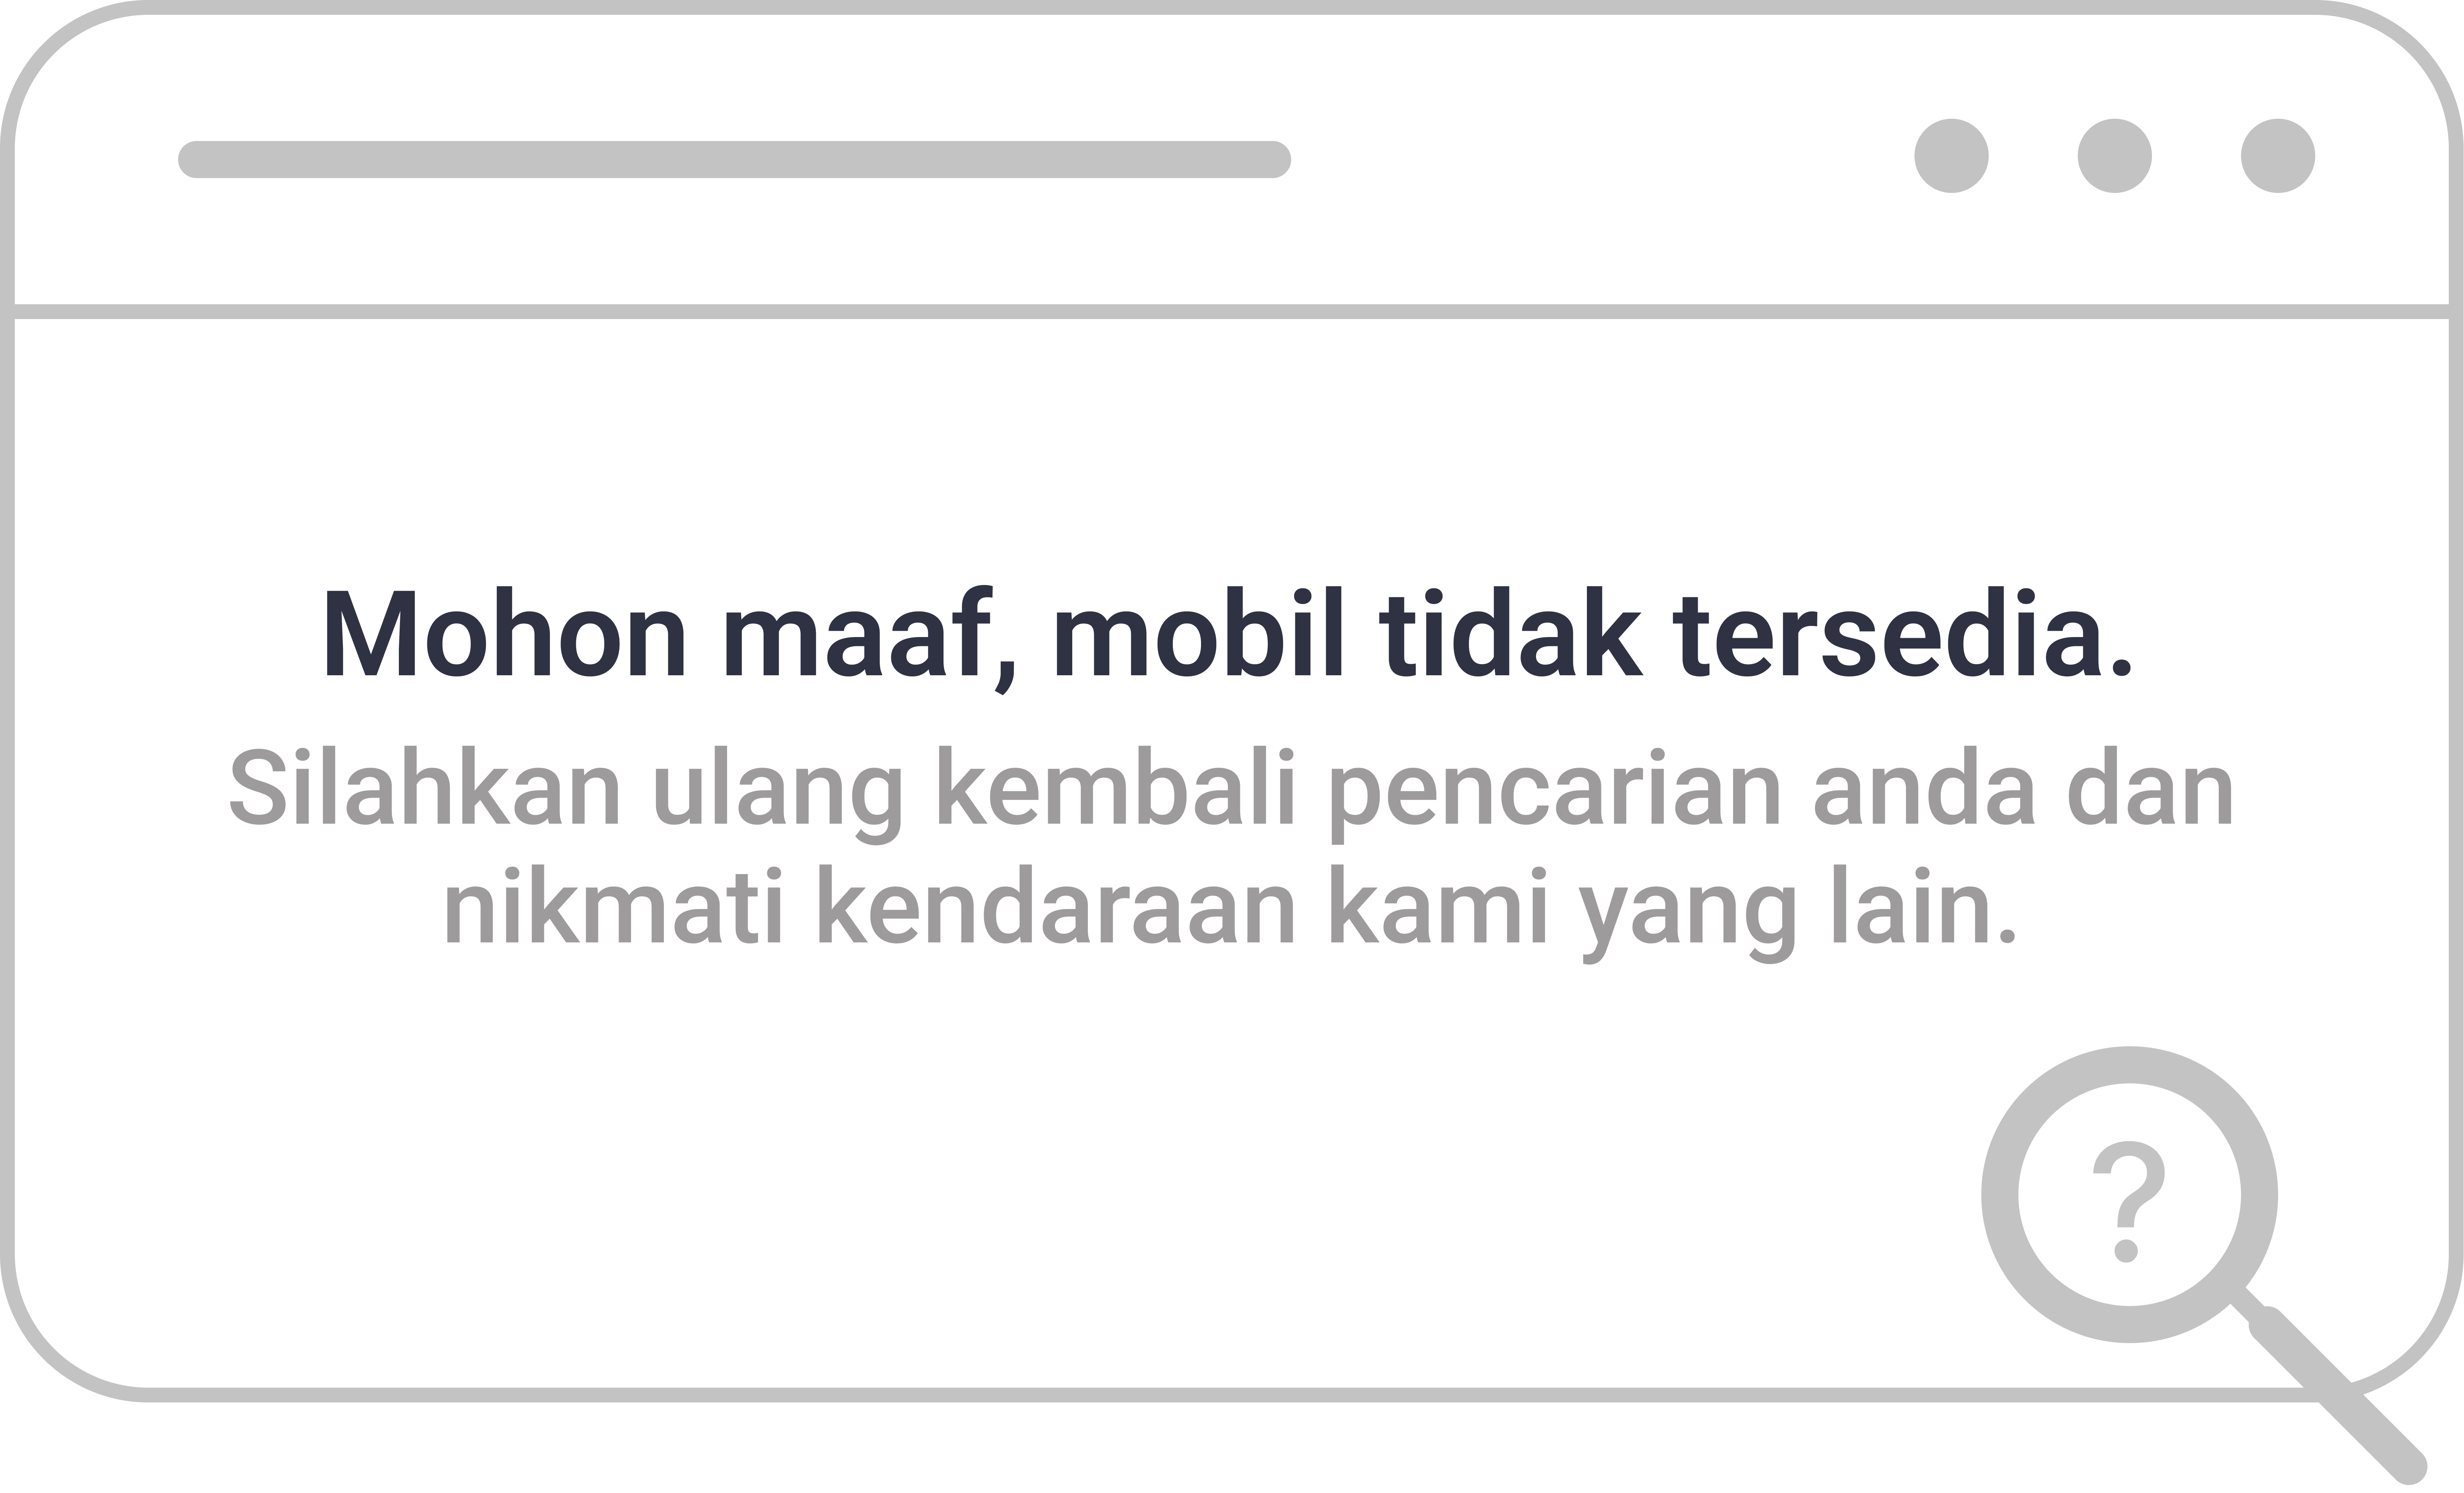 Mohon maaf, mobil tidak tersedia.
Silahkan ulang kembali pencarian anda dan
nikmati kendaraan kami yang lain.
?